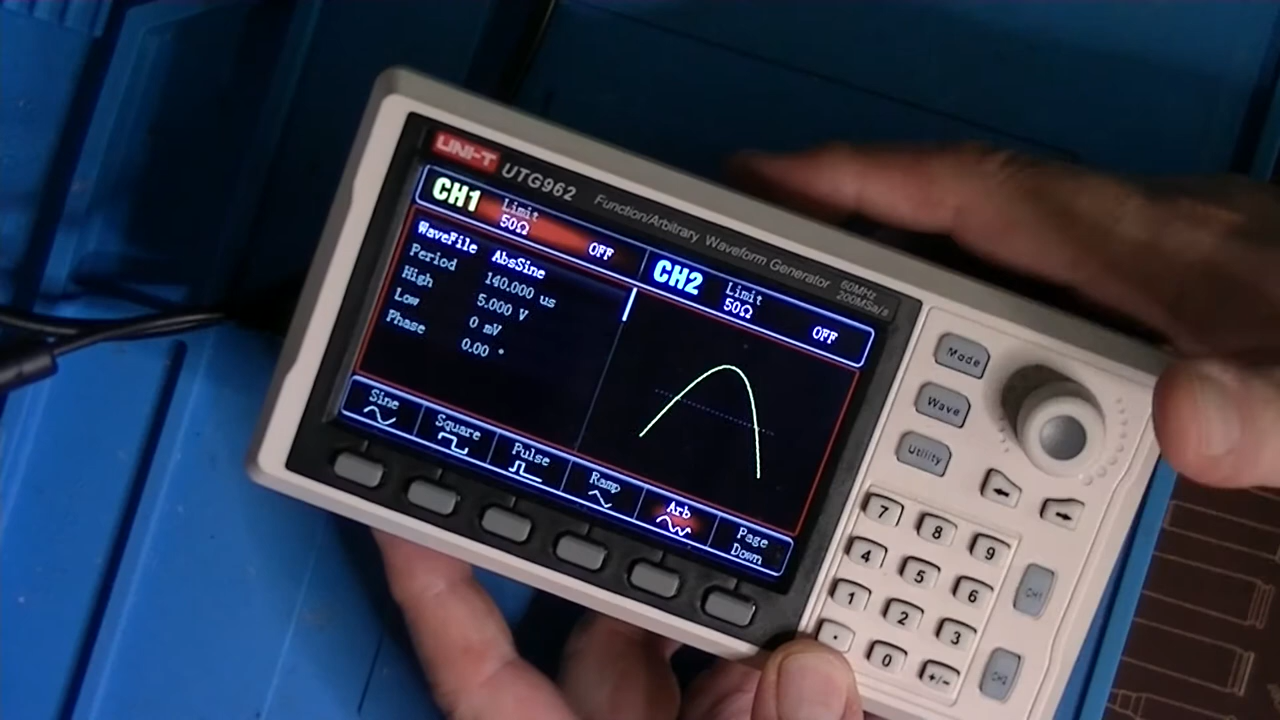 UNI-T UTG962 Function/Arbitrary Waveform Generator 60MHz
200MSa/s
CH1 Limit
50Ω OFF
CH2 Limit
50Ω OFF
WaveFile AbsSine
Period 140.000 us
High 5.000 V
Low 0 mV
Phase 0.00 °
Sine Square Pulse Ramp Arb Page
Down
Mode
Wave
Utility
7 8 9
4 5 6
1 2 3
. 0 +/-
CH1
CH2